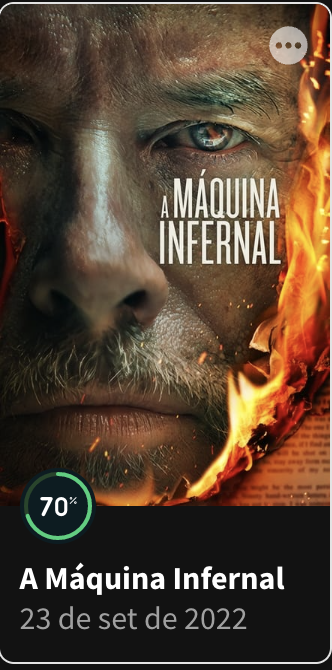 A MÁQUINA
INFERNAL
70%
A Máquina Infernal
23 de set de 2022